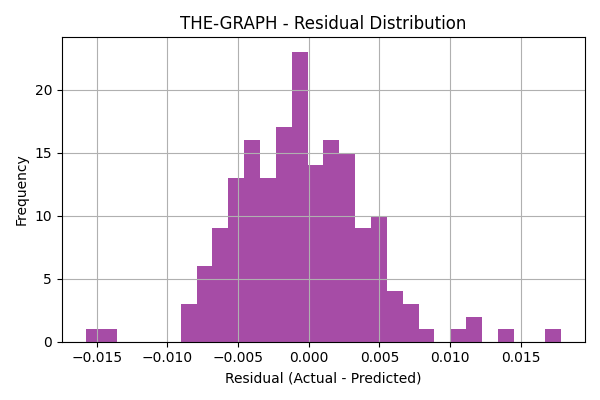 THE-GRAPH - Residual Distribution
Frequency
20
15
10
5
0
−0.015 −0.010 −0.005 0.000 0.005 0.010 0.015
Residual (Actual - Predicted)